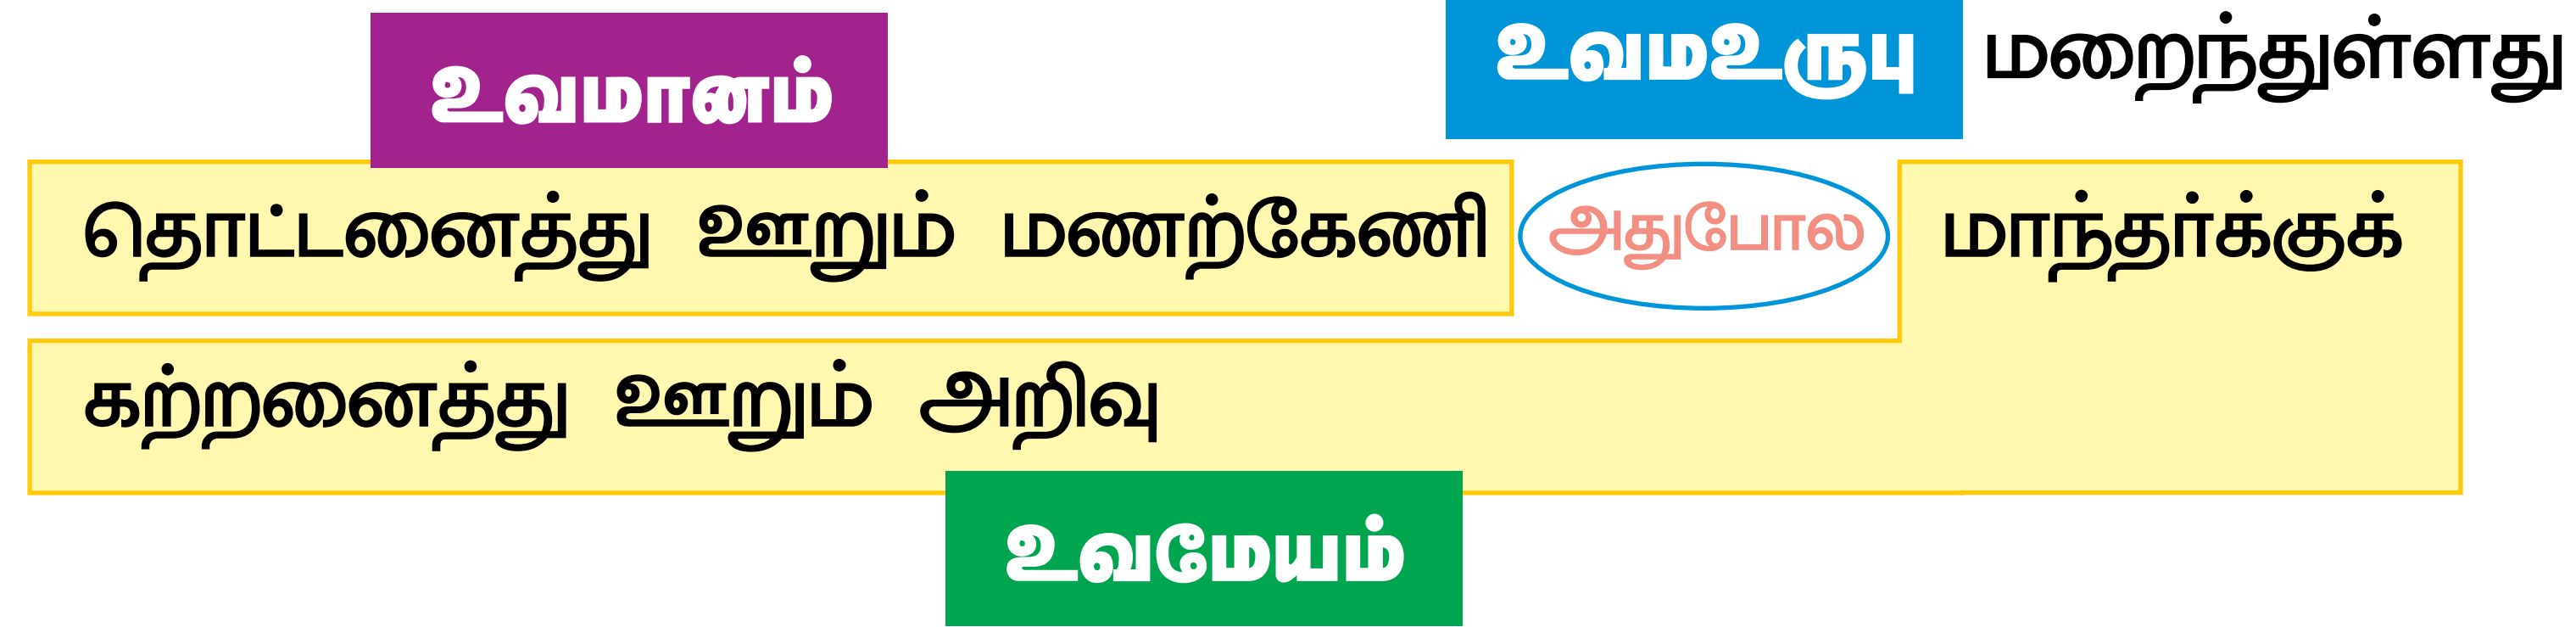 உவமானம்
உவமஉருபு மறைந்துள்ளது
தொட்டனைத்து ஊறும் மணற்கேணி அதுபோல மாந்தர்க்குக்
கற்றனைத்து ஊறும் அறிவு
உவமேயம்